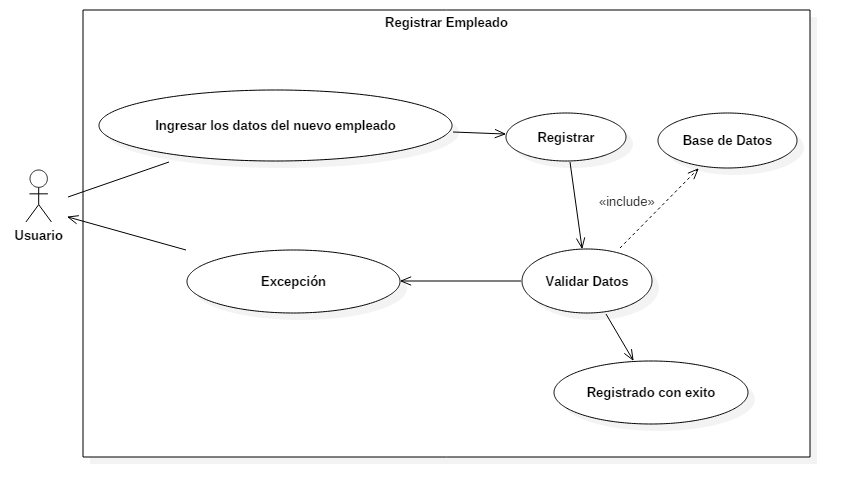 Registrar Empleado
Ingresar los datos del nuevo empleado
Registrar
Base de Datos
«include»
Usuario
Excepción
Validar Datos
Registrado con exito